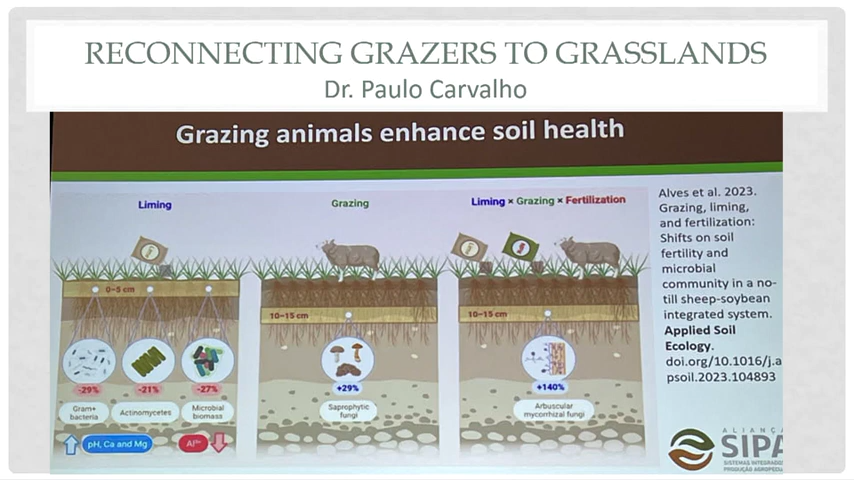 RECONNECTING GRAZERS TO GRASSLANDS
Dr. Paulo Carvalho
Grazing animals enhance soil health
Liming
0-5 cm
-29%
-21%
-27%
Gram+
bacteria
Actinomycetes
Microbial
biomass
pH, Ca and Mg
Al³⁺
Grazing
10-15 cm
+29%
Saprophytic
fungi
Liming × Grazing × Fertilization
10-15 cm
+140%
Arbuscular
mycorrhizal fungi
Alves et al. 2023.
Grazing, liming,
and fertilization:
Shifts on soil
fertility and
microbial
community in a no-
till sheep-soybean
integrated system.
Applied Soil
Ecology.
doi.org/10.1016/j.a
psoil.2023.104893
ALIANÇA
SIPA
SISTEMAS INTEGRADOS
PRODUÇÃO AGROPECU